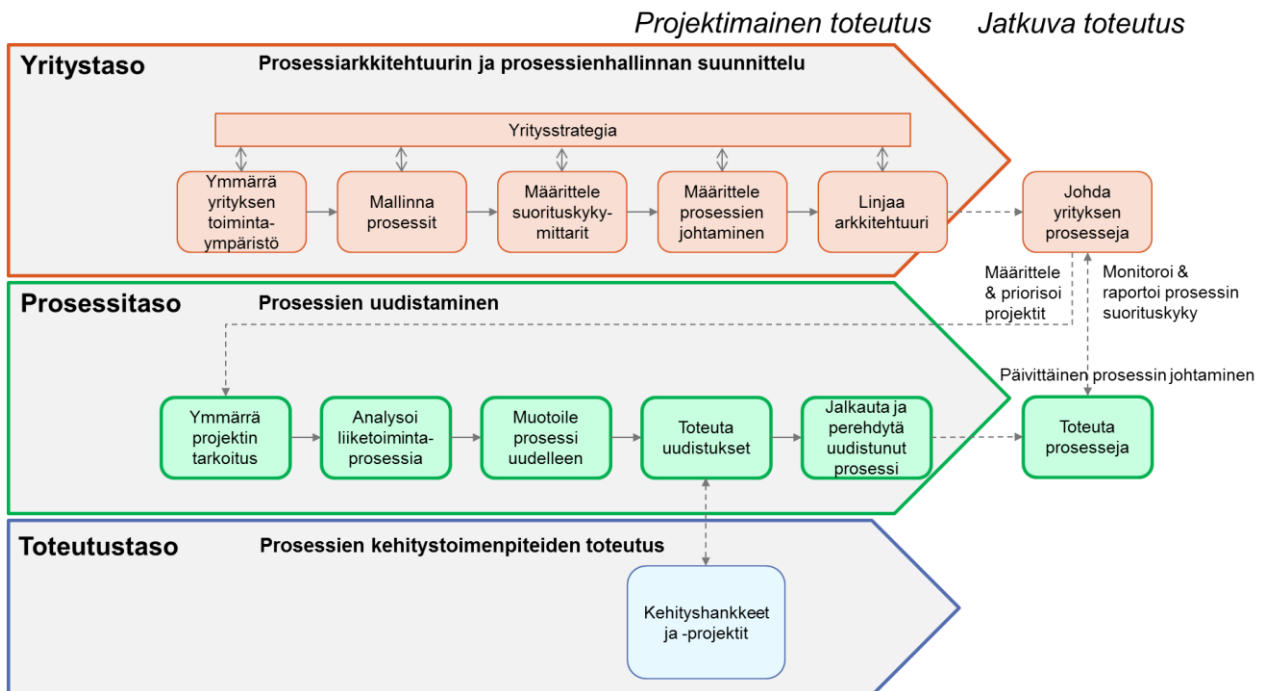 Projektimainen toteutus
Jatkuva toteutus
Yritystaso
Prosessiarkkitehtuurin ja prosessienhallinnan suunnittelu
Yritysstrategia
Ymmärrä
yrityksen
toiminta-
ympäristö
Mallinna
prosessit
Määrittele
suorituskyky-
mittarit
Määrittele
prosessien
johtaminen
Linjaa
arkkitehtuuri
Johda
yrityksen
prosesseja
Määrittele
& priorisoi
projektit
Monitoroi &
raportoi prosessin
suorituskyky
Prosessitaso
Prosessien uudistaminen
Päivittäinen prosessin johtaminen
Ymmärrä
projektin
tarkoitus
Analysoi
liiketoiminta-
prosessia
Muotoile
prosessi
uudelleen
Toteuta
uudistukset
Jalkauta ja
perehdytä
uudistunut
prosessi
Toteuta
prosesseja
Toteutustaso
Prosessien kehitystoimenpiteiden toteutus
Kehityshankkeet
ja -projektit